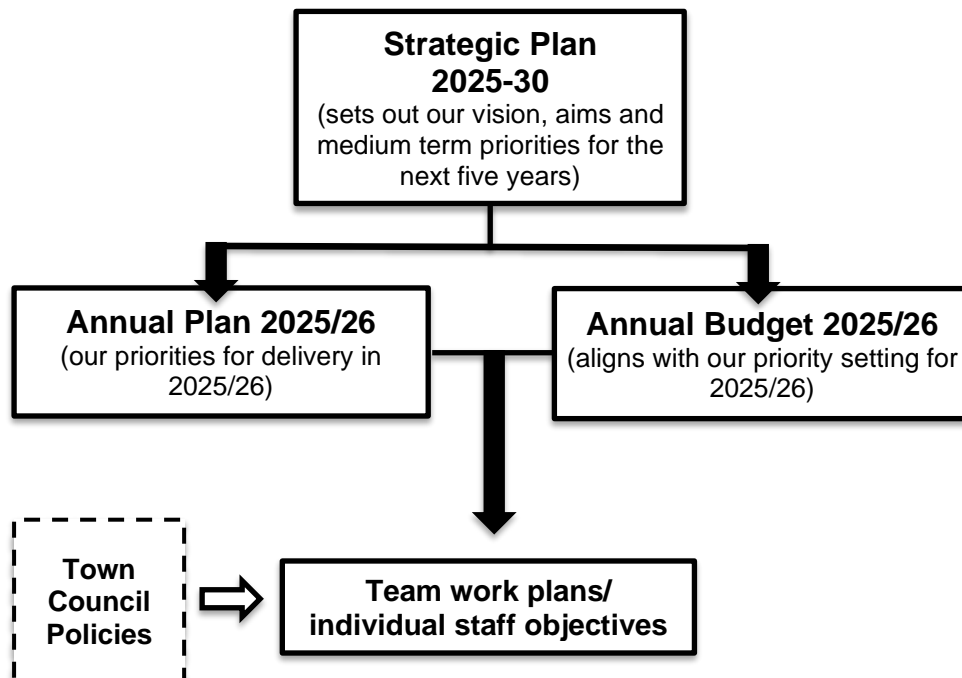 Strategic Plan
2025-30
(sets out our vision, aims and
medium term priorities for the
next five years)
Annual Plan 2025/26
(our priorities for delivery in
2025/26)
Annual Budget 2025/26
(aligns with our priority setting for
2025/26)
Town
Council
Policies
Team work plans/
individual staff objectives